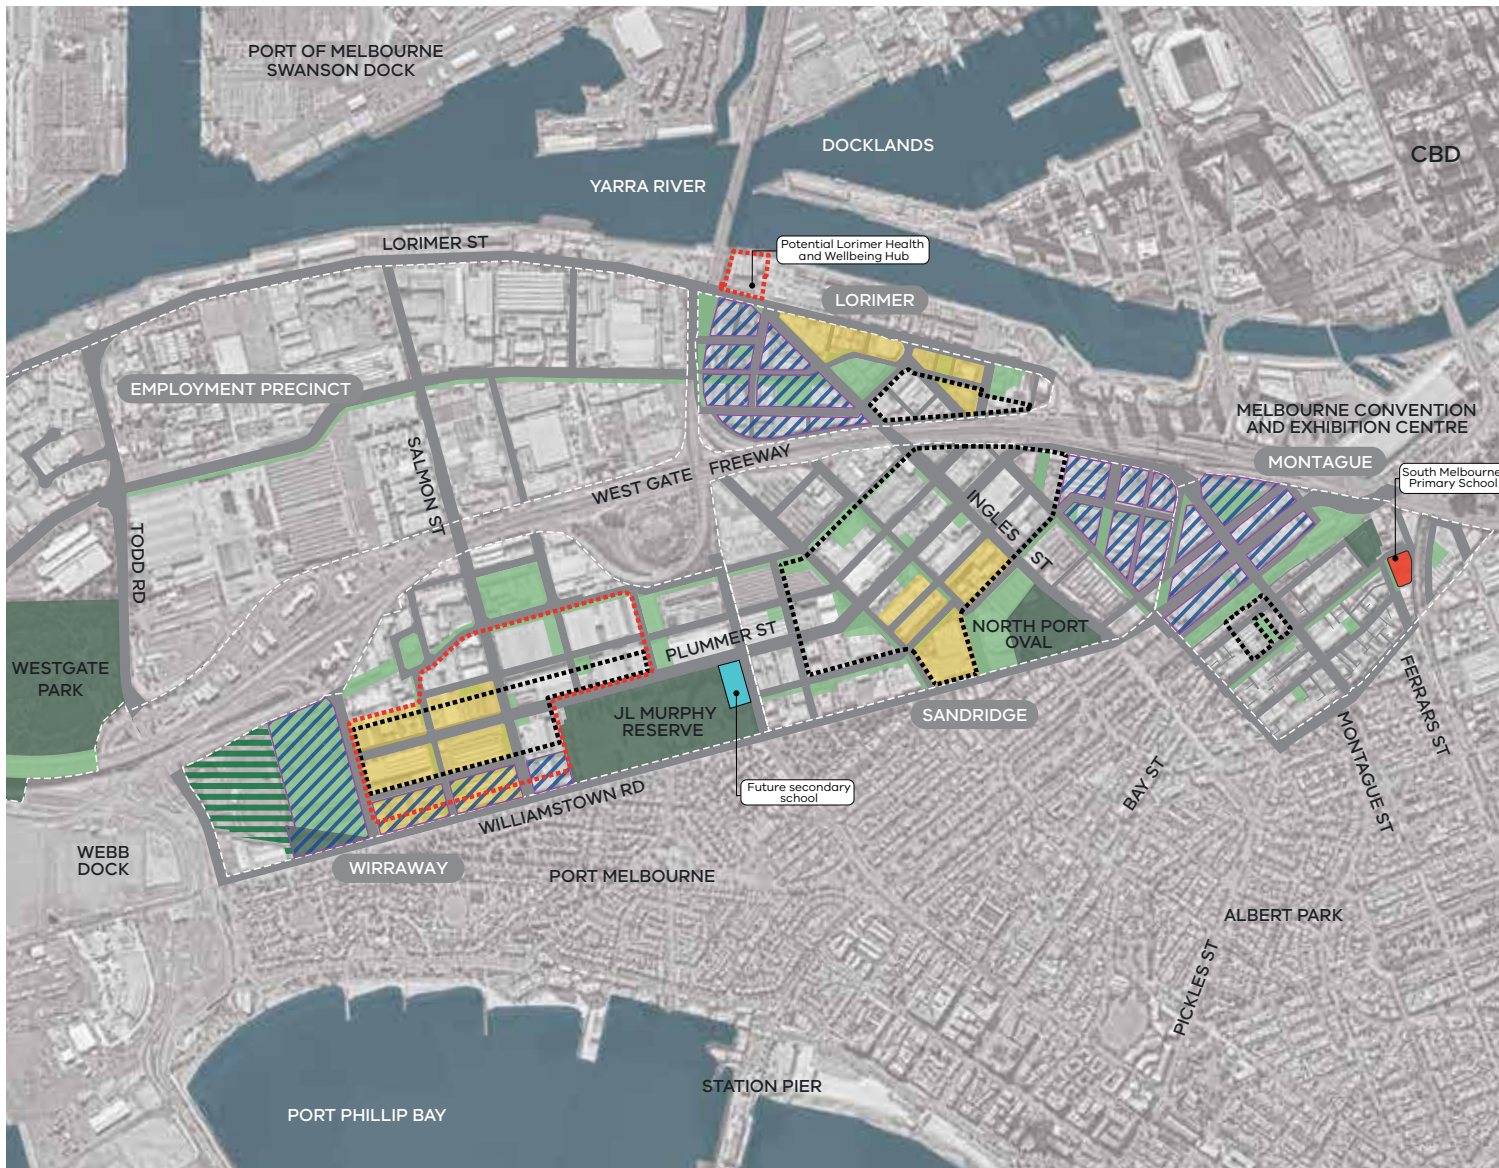 PORT OF MELBOURNE
SWANSON DOCK
DOCKLANDS
CBD
YARRA RIVER
LORIMER ST
Potential Lorimer Health
and Wellbeing Hub
LORIMER
EMPLOYMENT PRECINCT
MELBOURNE CONVENTION
AND EXHIBITION CENTRE
MONTAGUE
South Melbourne
Primary School
SALMON ST
WEST GATE FREEWAY
INGLES ST
TODD RD
NORTH PORT
OVAL
PLUMMER ST
WESTGATE
PARK
JL MURPHY
RESERVE
SANDRIDGE
FERRARS ST
MONTAGUE ST
BAY ST
Future secondary
school
WILLIAMSTOWN RD
WEBB
DOCK
WIRRAWAY
PORT MELBOURNE
ALBERT PARK
PICKLES ST
STATION PIER
PORT PHILLIP BAY